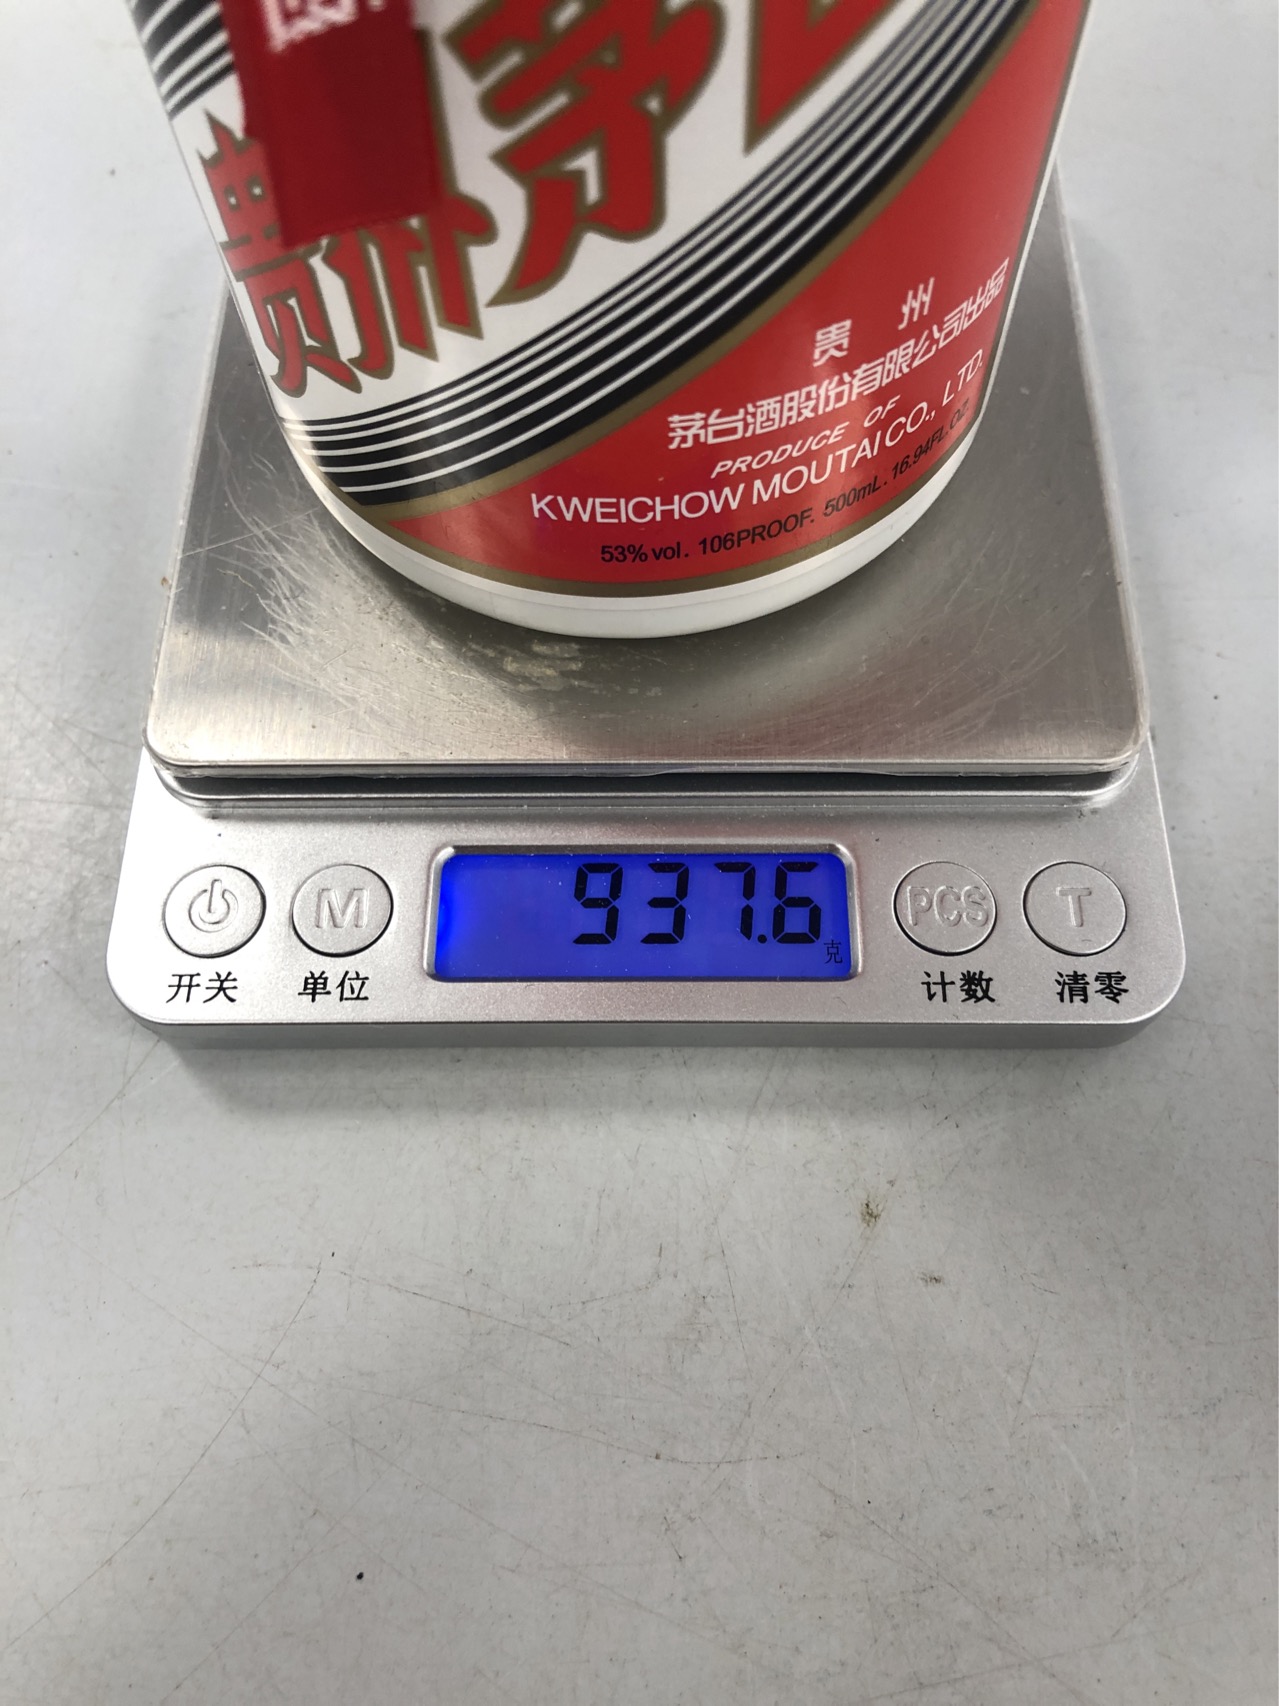 贵州茅
贵州
茅台酒股份有限公司出品
PRODUCE OF
KWEICHOW MOUTAI CO., LTD.
53% vol. 106PROOF. 500mL. 16.94FL.OZ.
937.6
克
M
PCS
T
开关
单位
计数
清零